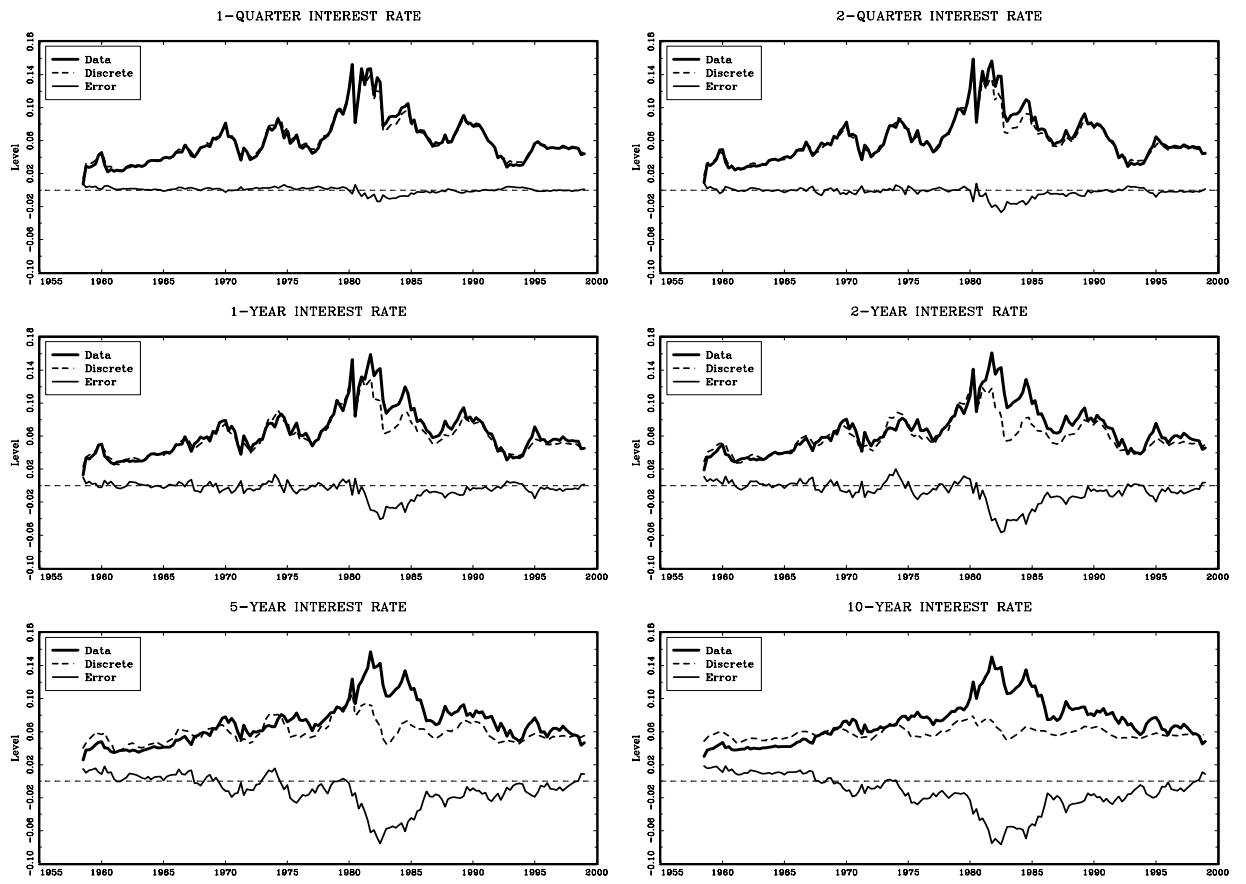 1-QUARTER INTEREST RATE
Level
0.18
0.14
0.10
0.06
0.02
-0.02
-0.06
-0.10
Data
Discrete
Error
1955 1960 1965 1970 1975 1980 1985 1990 1995 2000
2-QUARTER INTEREST RATE
Level
0.18
0.14
0.10
0.06
0.02
-0.02
-0.06
-0.10
Data
Discrete
Error
1955 1960 1965 1970 1975 1980 1985 1990 1995 2000
1-YEAR INTEREST RATE
Level
0.18
0.14
0.10
0.06
0.02
-0.02
-0.06
-0.10
Data
Discrete
Error
1955 1960 1965 1970 1975 1980 1985 1990 1995 2000
2-YEAR INTEREST RATE
Level
0.18
0.14
0.10
0.06
0.02
-0.02
-0.06
-0.10
Data
Discrete
Error
1955 1960 1965 1970 1975 1980 1985 1990 1995 2000
5-YEAR INTEREST RATE
Level
0.18
0.14
0.10
0.06
0.02
-0.02
-0.06
-0.10
Data
Discrete
Error
1955 1960 1965 1970 1975 1980 1985 1990 1995 2000
10-YEAR INTEREST RATE
Level
0.18
0.14
0.10
0.06
0.02
-0.02
-0.06
-0.10
Data
Discrete
Error
1955 1960 1965 1970 1975 1980 1985 1990 1995 2000